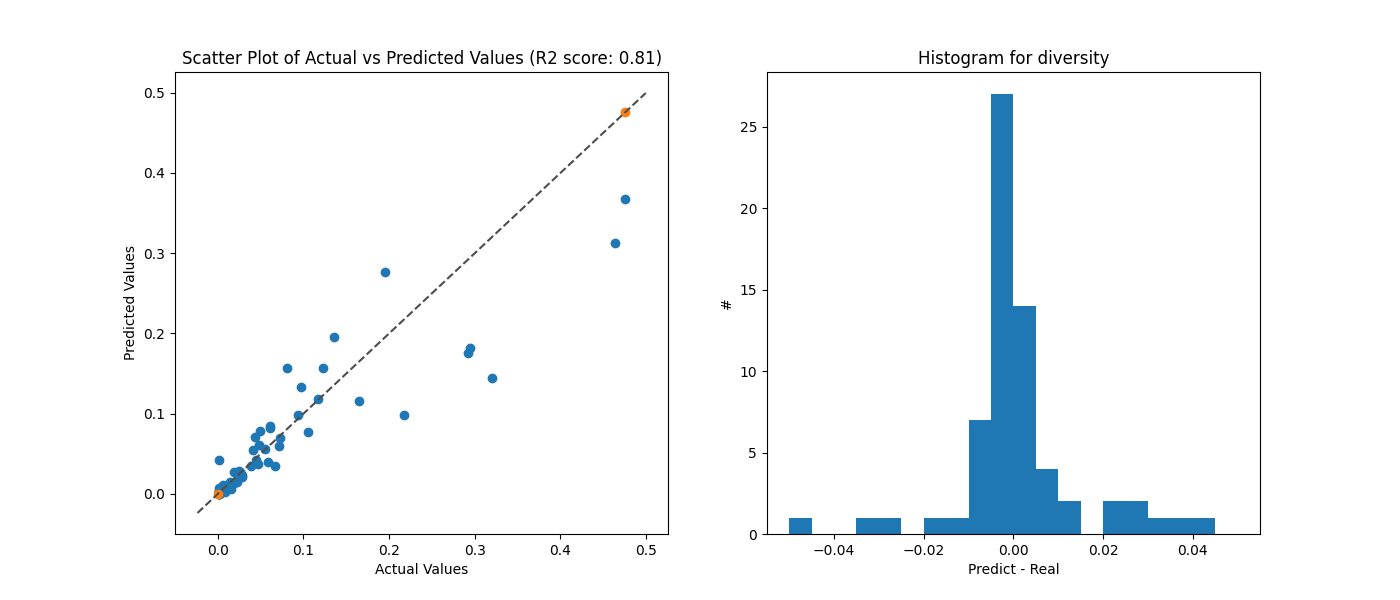 Scatter Plot of Actual vs Predicted Values (R2 score: 0.81)
0.5
0.4
0.3
0.2
0.1
0.0
Predicted Values
0.0 0.1 0.2 0.3 0.4 0.5
Actual Values
Histogram for diversity
25
20
15
10
5
0
#
−0.04 −0.02 0.00 0.02 0.04
Predict - Real